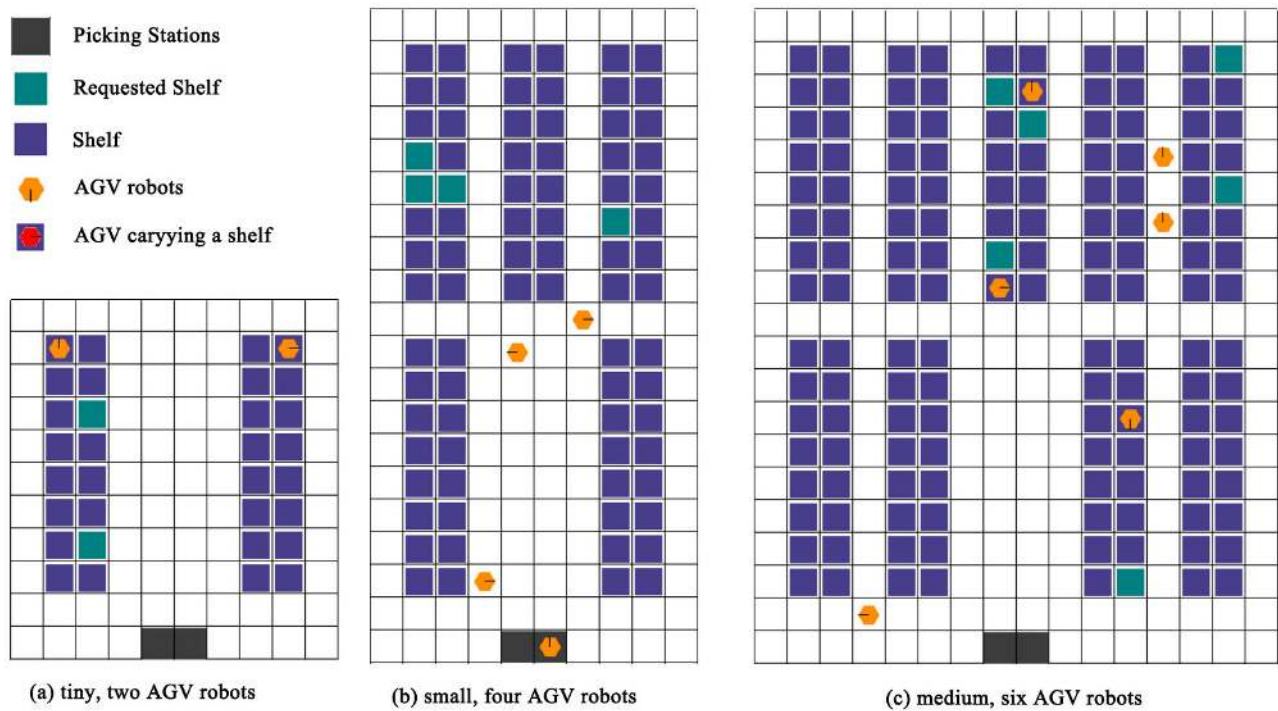 Picking Stations
Requested Shelf
Shelf
AGV robots
AGV caryying a shelf
(a) tiny, two AGV robots
(b) small, four AGV robots
(c) medium, six AGV robots